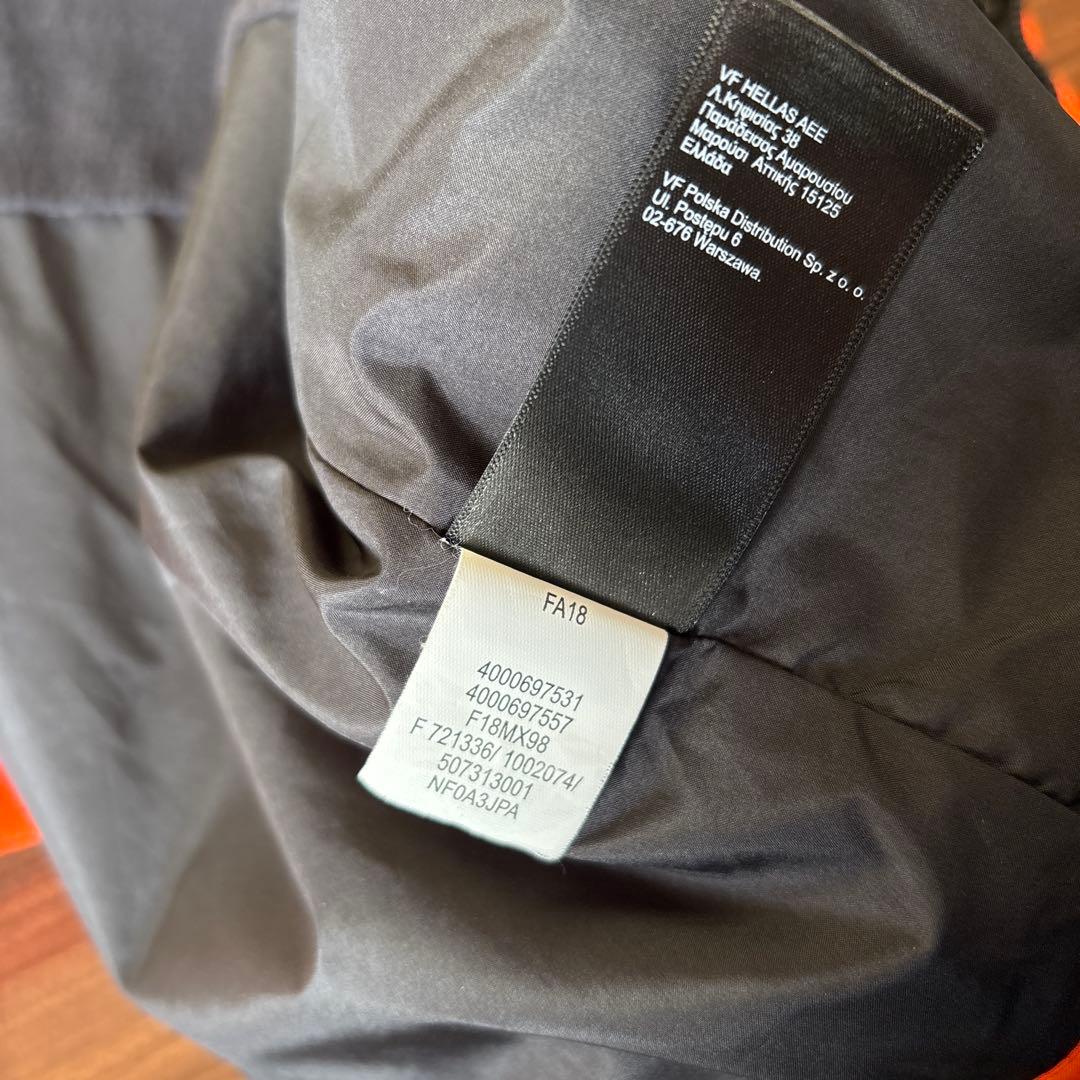 VF HELLAS AEE
Λ.Κηφισίας 38
Παράδεισος Αμαρουσίου
Μαρούσι Αττικής 15125
Ελλάδα
VF Polska Distribution Sp. z o. o.
Ul. Postępu 6
02-676 Warszawa.
FA18
4000697531
4000697557
F18MX98
F 721336/ 1002074/
507313001
NF0A3JPA